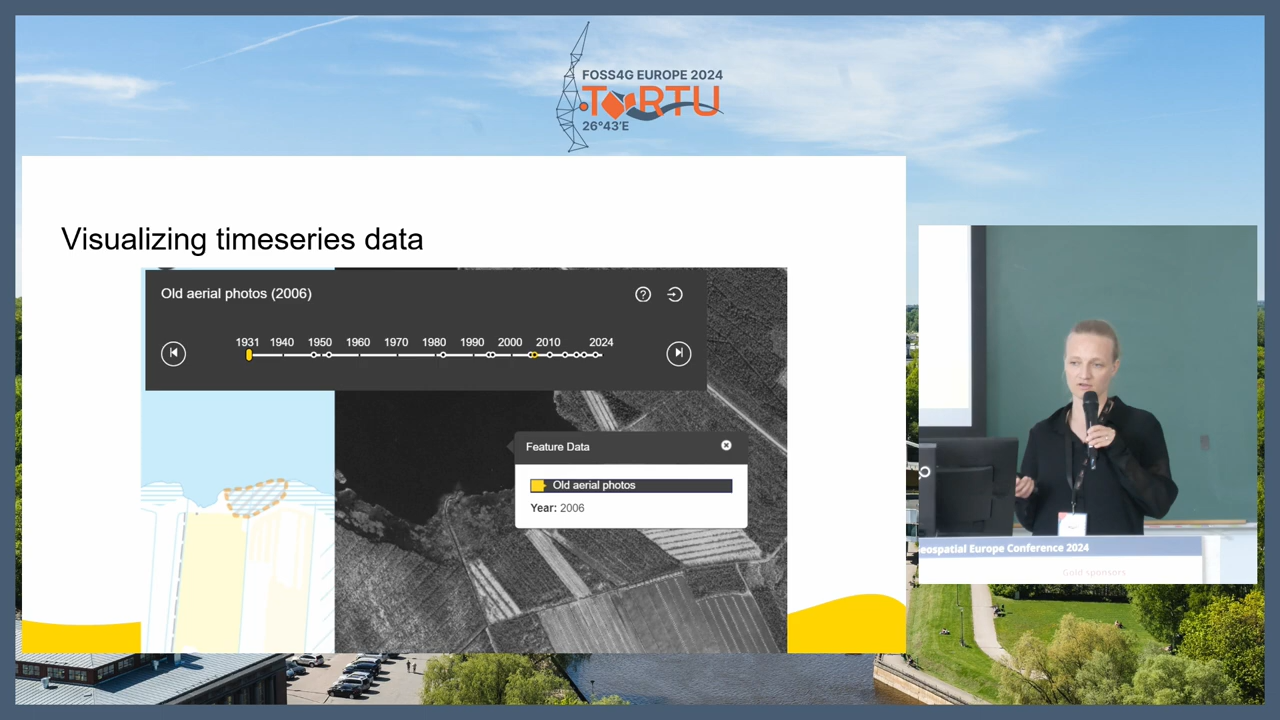 FOSS4G EUROPE 2024
TARTU
26°43'E
Visualizing timeseries data
Old aerial photos (2006)
1931 1940 1950 1960 1970 1980 1990 2000 2010 2024
Feature Data
Old aerial photos
Year: 2006
eospatial Europe Conference 2024
Gold sponsors